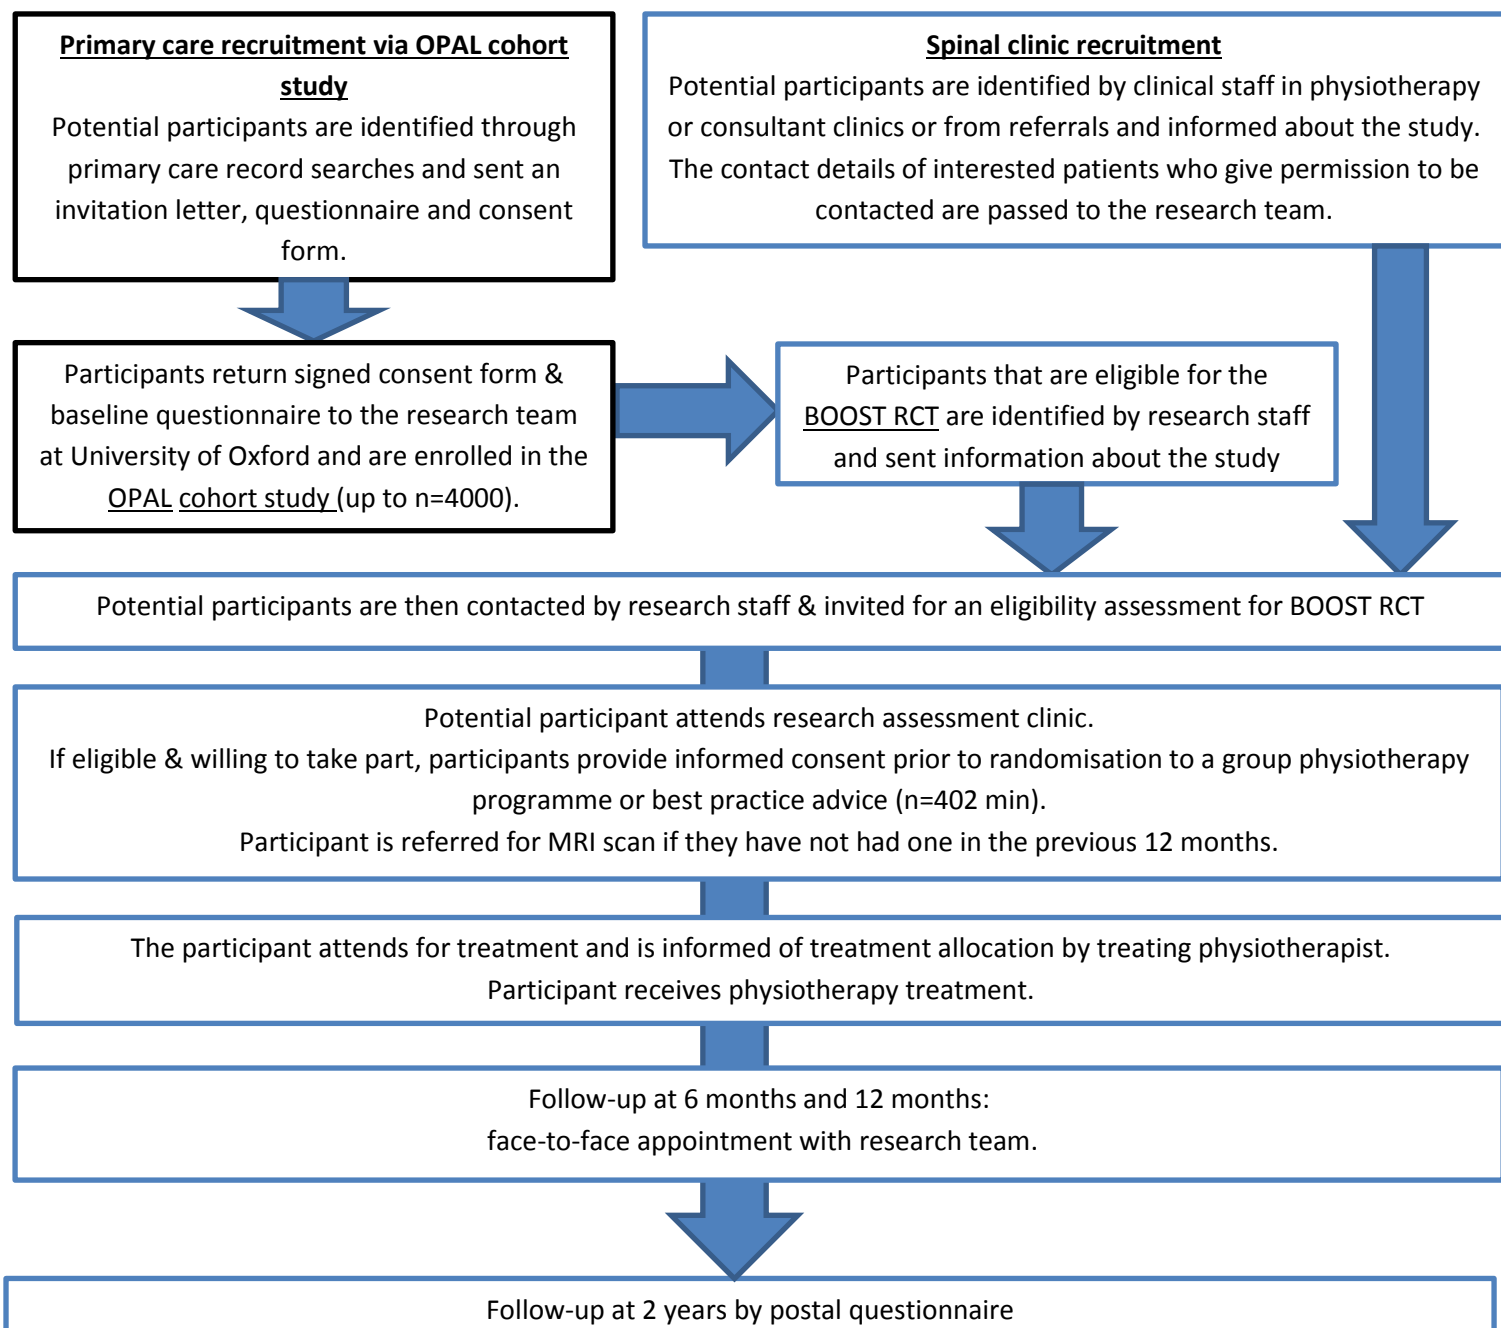 Primary care recruitment via OPAL cohort
study
Potential participants are identified through
primary care record searches and sent an
invitation letter, questionnaire and consent
form.
Spinal clinic recruitment
Potential participants are identified by clinical staff in physiotherapy
or consultant clinics or from referrals and informed about the study.
The contact details of interested patients who give permission to be
contacted are passed to the research team.
Participants return signed consent form &
baseline questionnaire to the research team
at University of Oxford and are enrolled in the
OPAL cohort study (up to n=4000).
Participants that are eligible for the
BOOST RCT are identified by research staff
and sent information about the study
Potential participants are then contacted by research staff & invited for an eligibility assessment for BOOST RCT
Potential participant attends research assessment clinic.
If eligible & willing to take part, participants provide informed consent prior to randomisation to a group physiotherapy
programme or best practice advice (n=402 min).
Participant is referred for MRI scan if they have not had one in the previous 12 months.
The participant attends for treatment and is informed of treatment allocation by treating physiotherapist.
Participant receives physiotherapy treatment.
Follow-up at 6 months and 12 months:
face-to-face appointment with research team.
Follow-up at 2 years by postal questionnaire